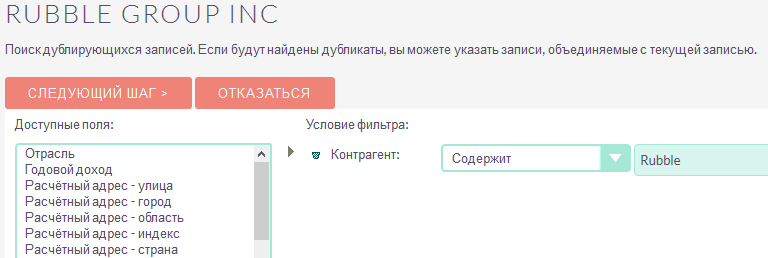 RUBBLE GROUP INC
Поиск дублирующихся записей. Если будут найдены дубликаты, вы можете указать записи, объединяемые с текущей записью.
СЛЕДУЮЩИЙ ШАГ > ОТКАЗАТЬСЯ
Доступные поля: Условие фильтра:
Контрагент: Содержит Rubble
Отрасль
Годовой доход
Расчётный адрес - улица
Расчётный адрес - город
Расчётный адрес - область
Расчётный адрес - индекс
Расчётный адрес - страна